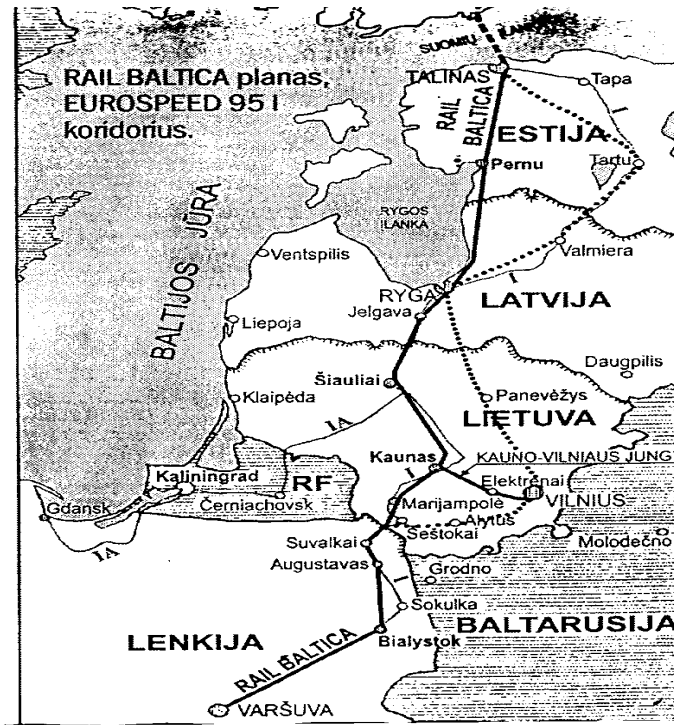 SUOMIŲ
TALINAS
Tapa
RAIL BALTICA planas,
EUROSPEED 95 I
koridorius.
RAIL
BALTICA
I
ESTIJA
Pernu
Tartu
BALTIJOS JŪRA
RYGOS
ĮLANKA
Ventspilis
Valmiera
RYGA
I
LATVIJA
Jelgava
Liepoja
Daugpilis
Šiauliai
Klaipėda
Panevėžys
LIETUVA
IA
KAUNO-VILNIAUS JUNG
Kaunas
I
Kaliningrad
RF
Elektrėnai
VILNIUS
Černiachovsk
Marijampolė
Gdansk
Šeštokai
Alytus
IA
Suvalkai
Molodečno
Augustavas
Grodno
I
Sokulka
BALTARUSIJA
LENKIJA
Bialystok
RAIL BALTICA
VARŠUVA